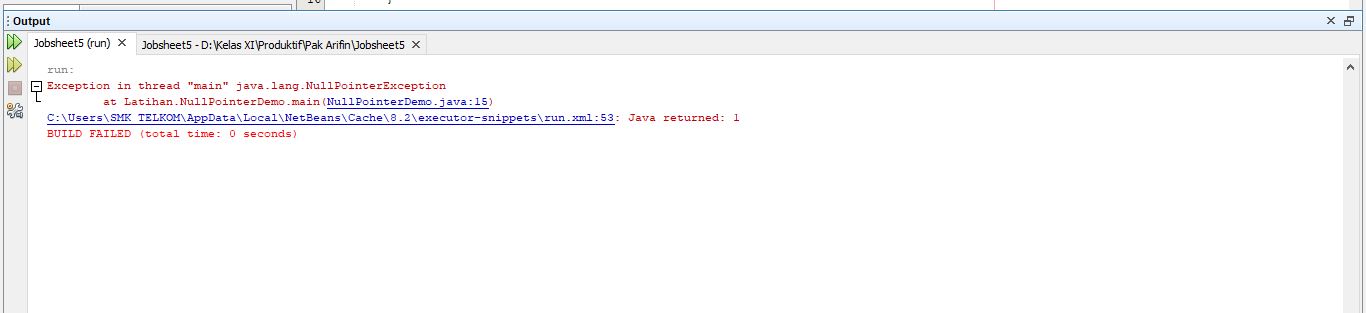 Output
Jobsheet5 (run)
Jobsheet5 - D:\Kelas XI\Produktif\Pak Arifin\Jobsheet5
run:
Exception in thread "main" java.lang.NullPointerException
at Latihan.NullPointerDemo.main(NullPointerDemo.java:15)
C:\Users\SMK TELKOM\AppData\Local\NetBeans\Cache\8.2\executor-snippets\run.xml:53: Java returned: 1
BUILD FAILED (total time: 0 seconds)